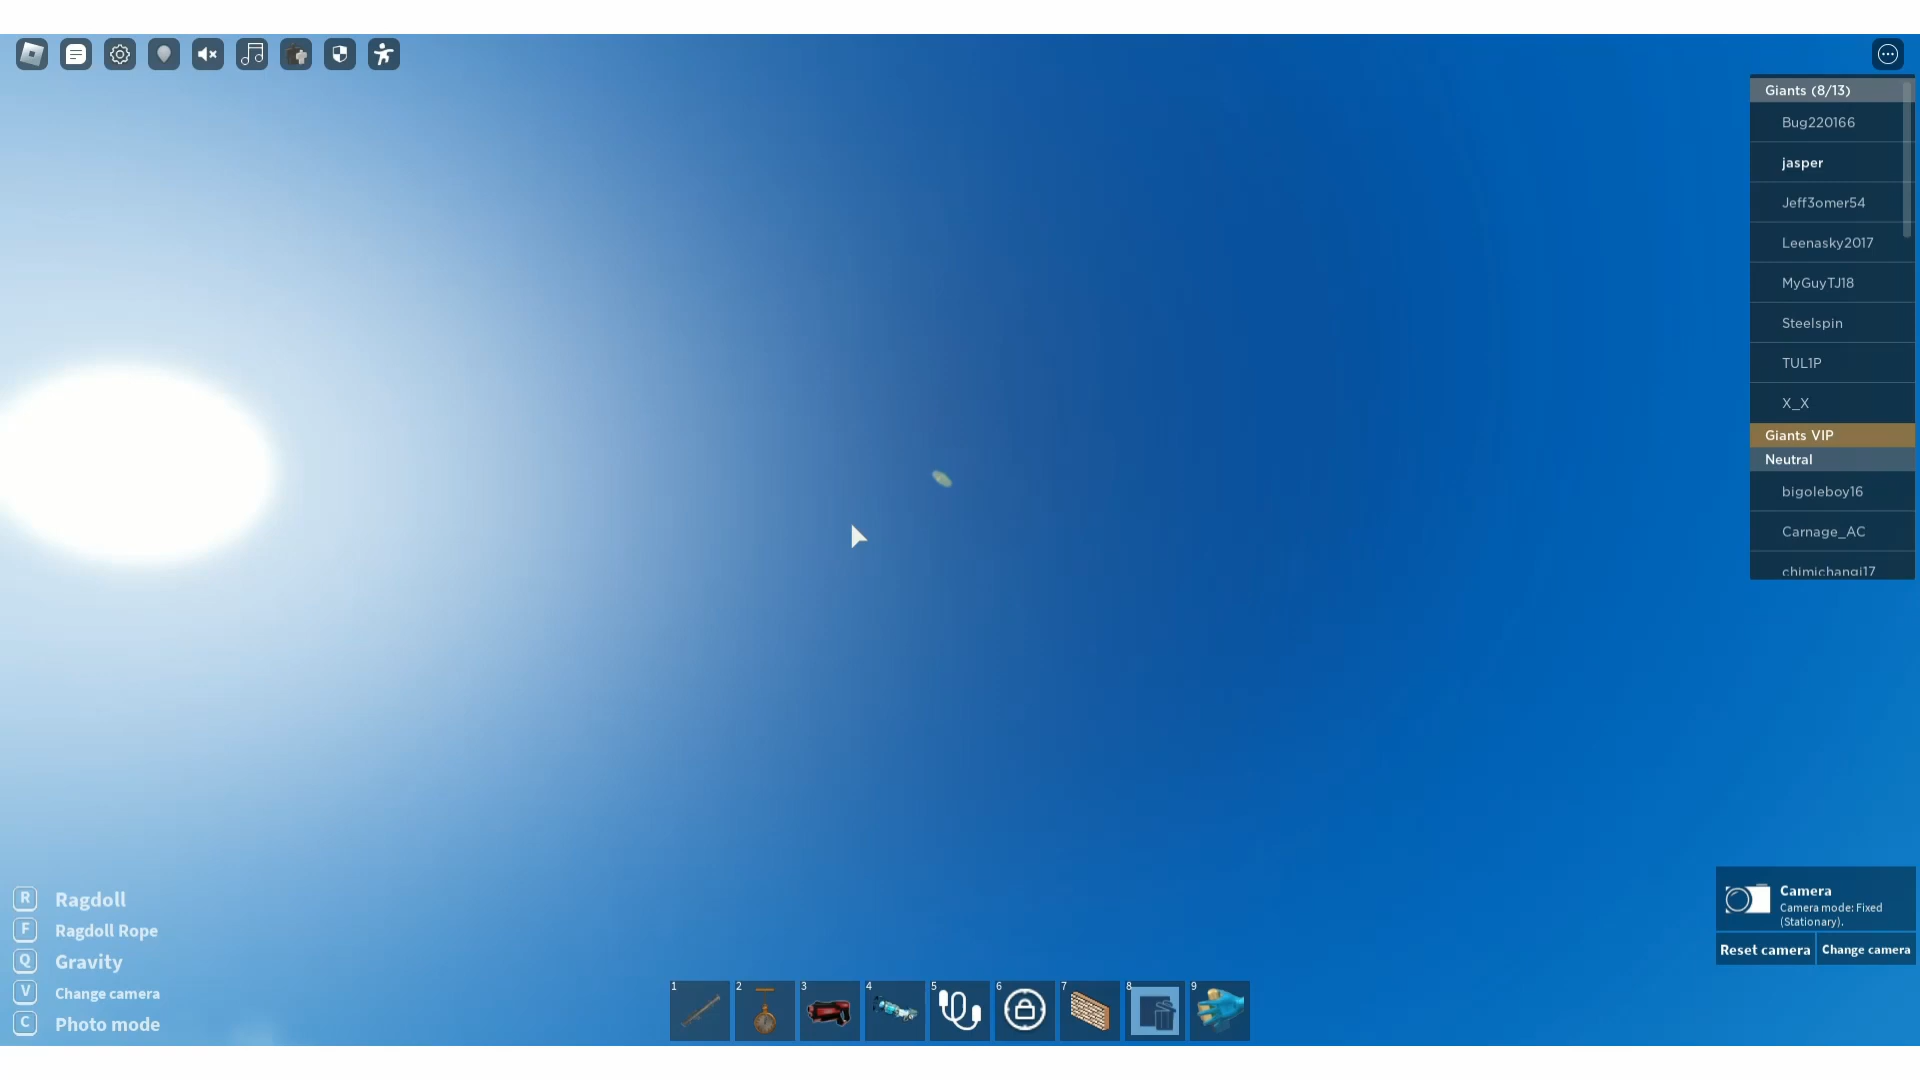 Giants (8/13)
Bug220166
jasper
Jeff3omer54
Leenasky2017
MyGuyTJ18
Steelspin
TUL1P
X_X
Giants VIP
Neutral
bigoleboy16
Carnage_AC
chimichangi17
Camera
Camera mode: Fixed
(Stationary).
Reset camera
Change camera
R Ragdoll
F Ragdoll Rope
Q Gravity
V Change camera
C Photo mode
1
2
3
4
5
6
7
8
9